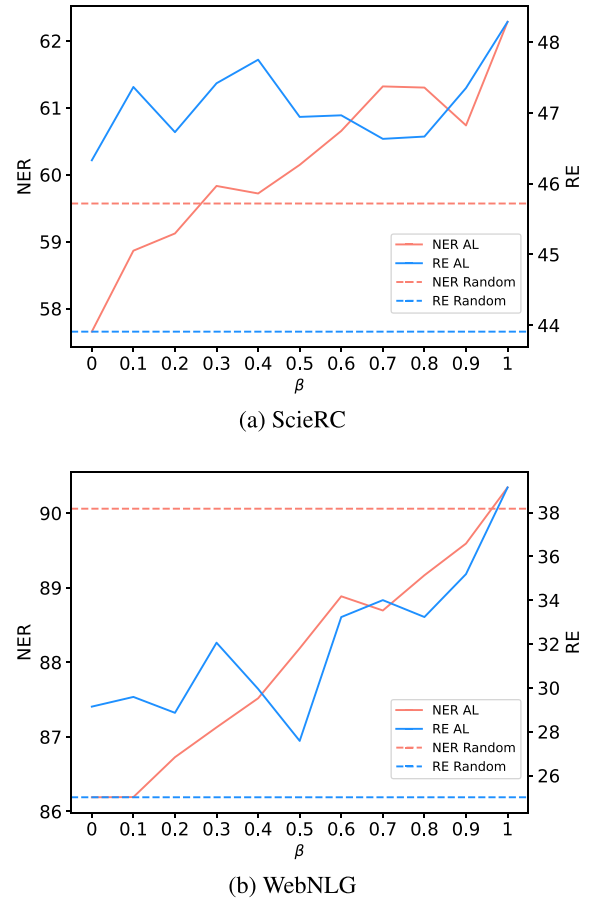 62
61
60
59
58
NER
48
47
46
45
44
RE
NER AL
RE AL
NER Random
RE Random
0 0.1 0.2 0.3 0.4 0.5 0.6 0.7 0.8 0.9 1
β
(a) ScieRC
90
89
88
87
86
NER
38
36
34
32
30
28
26
RE
NER AL
RE AL
NER Random
RE Random
0 0.1 0.2 0.3 0.4 0.5 0.6 0.7 0.8 0.9 1
β
(b) WebNLG